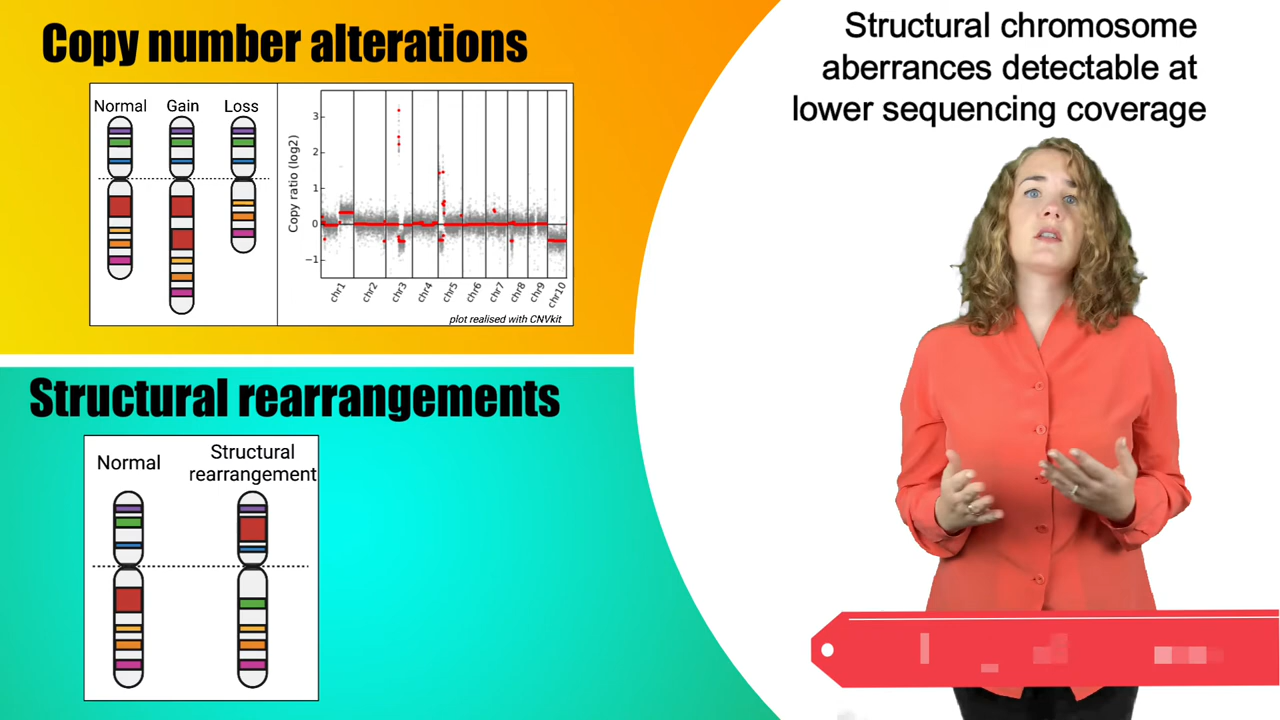 Copy number alterations
Normal Gain Loss
Copy ratio (log2)
3
2
1
0
−1
chr1 chr2 chr3 chr4 chr5 chr6 chr7 chr8 chr9 chr10
plot realised with CNVkit
Structural rearrangements
Normal
Structural
rearrangement
Structural chromosome
aberrances detectable at
lower sequencing coverage